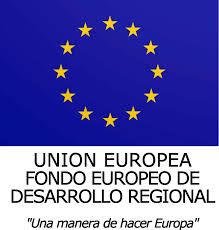 UNION EUROPEA
FONDO EUROPEO DE
DESARROLLO REGIONAL
"Una manera de hacer Europa"